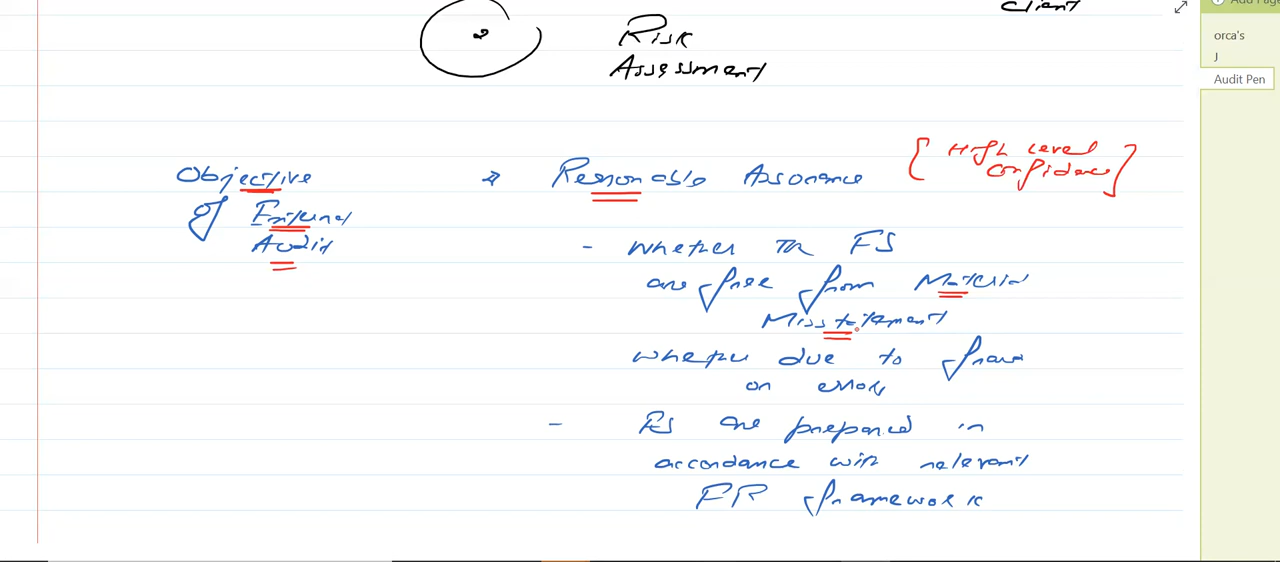 client
Add Page
orca's
J
Audit Pen
Risk
Assessment
[ High Level
confidence ]
Objective → Reasonable Assurance
of External
Audit
- whether the FS
are free from Material
Misstatement
whether due to fraud
or error
- FS are prepared in
accordance with relevant
FR framework